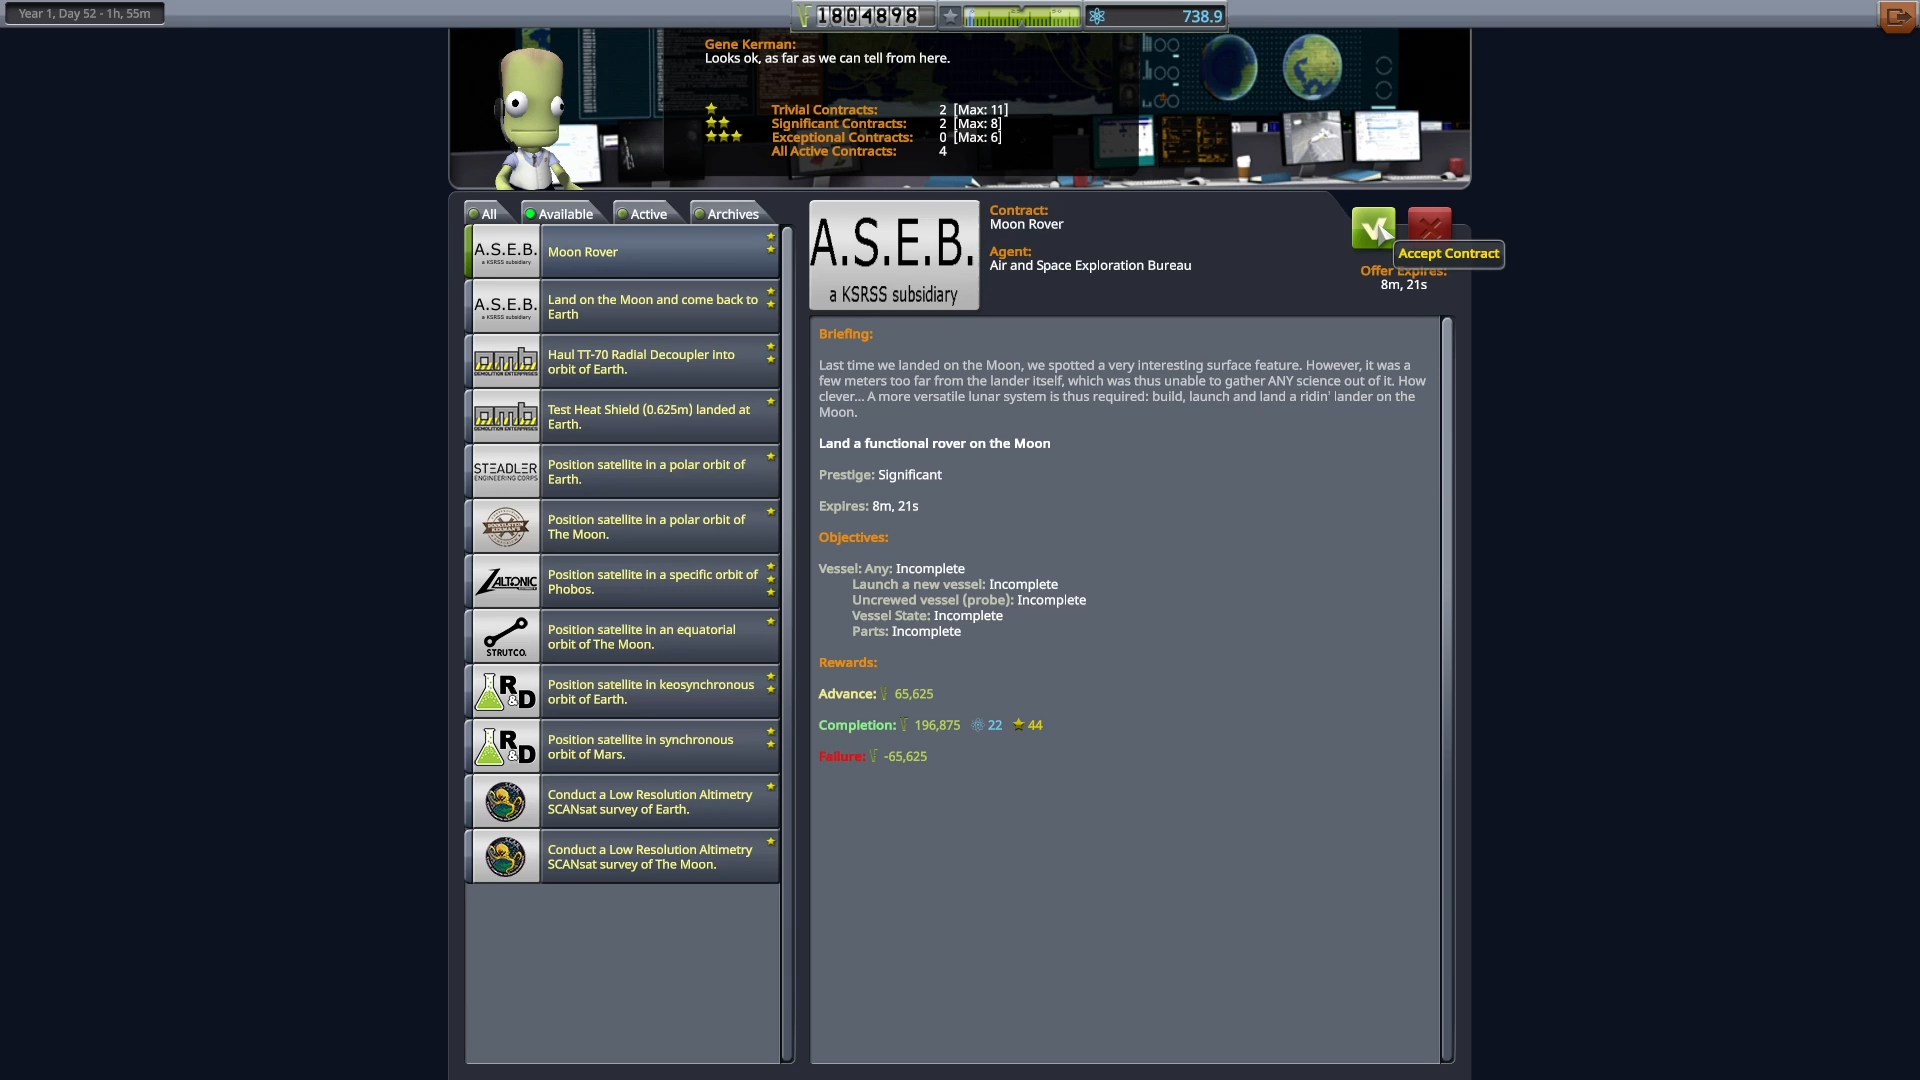 Year 1, Day 52 - 1h, 55m
1804898
738.9
Gene Kerman:
Looks ok, as far as we can tell from here.
Trivial Contracts: 2 [Max: 11]
Significant Contracts: 2 [Max: 8]
Exceptional Contracts: 0 [Max: 6]
All Active Contracts: 4
All
Available
Active
Archives
A.S.E.B.
a KSRSS subsidiary
Moon Rover
A.S.E.B.
a KSRSS subsidiary
Land on the Moon and come back to
Earth
DEMOLITION ENTERPRISES
Haul TT-70 Radial Decoupler into
orbit of Earth.
DEMOLITION ENTERPRISES
Test Heat Shield (0.625m) landed at
Earth.
STEADLER
ENGINEERING CORPS
Position satellite in a polar orbit of
Earth.
Position satellite in a polar orbit of
The Moon.
ZALTONIC
Position satellite in a specific orbit of
Phobos.
STRUTCO.
Position satellite in an equatorial
orbit of The Moon.
R&D
Position satellite in keosynchronous
orbit of Earth.
R&D
Position satellite in synchronous
orbit of Mars.
Conduct a Low Resolution Altimetry
SCANsat survey of Earth.
Conduct a Low Resolution Altimetry
SCANsat survey of The Moon.
A.S.E.B.
a KSRSS subsidiary
Contract:
Moon Rover
Agent:
Air and Space Exploration Bureau
Accept Contract
Offer Expires:
8m, 21s
Briefing:
Last time we landed on the Moon, we spotted a very interesting surface feature. However, it was a
few meters too far from the lander itself, which was thus unable to gather ANY science out of it. How
clever... A more versatile lunar system is thus required: build, launch and land a ridin' lander on the
Moon.
Land a functional rover on the Moon
Prestige: Significant
Expires: 8m, 21s
Objectives:
Vessel: Any: Incomplete
Launch a new vessel: Incomplete
Uncrewed vessel (probe): Incomplete
Vessel State: Incomplete
Parts: Incomplete
Rewards:
Advance: 65,625
Completion: 196,875 22 44
Failure: -65,625